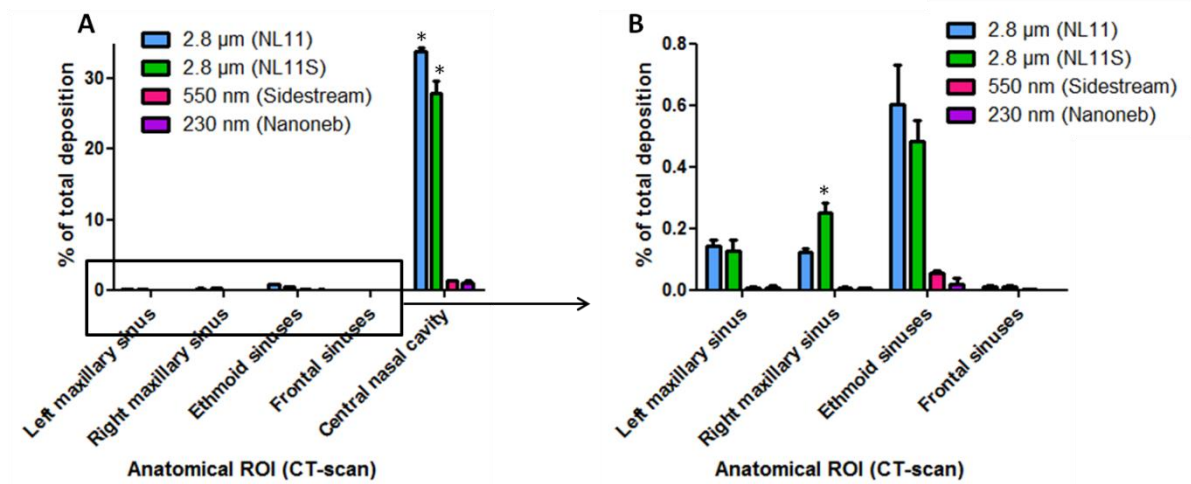 A
2.8 µm (NL11)
2.8 µm (NL11S)
550 nm (Sidestream)
230 nm (Nanoneb)
% of total deposition
30
20
10
0
*
*
Left maxillary sinus
Right maxillary sinus
Ethmoid sinuses
Frontal sinuses
Central nasal cavity
Anatomical ROI (CT-scan)
B
2.8 µm (NL11)
2.8 µm (NL11S)
550 nm (Sidestream)
230 nm (Nanoneb)
% of total deposition
0.8
0.6
0.4
0.2
0.0
*
Left maxillary sinus
Right maxillary sinus
Ethmoid sinuses
Frontal sinuses
Anatomical ROI (CT-scan)